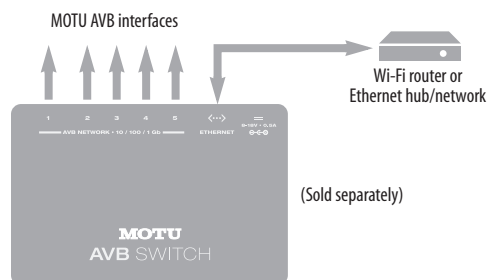 MOTU AVB interfaces
Wi-Fi router or
Ethernet hub/network
1 2 3 4 5
AVB NETWORK • 10 / 100 / 1 Gb
ETHERNET
(Sold separately)
MOTU
AVB SWITCH